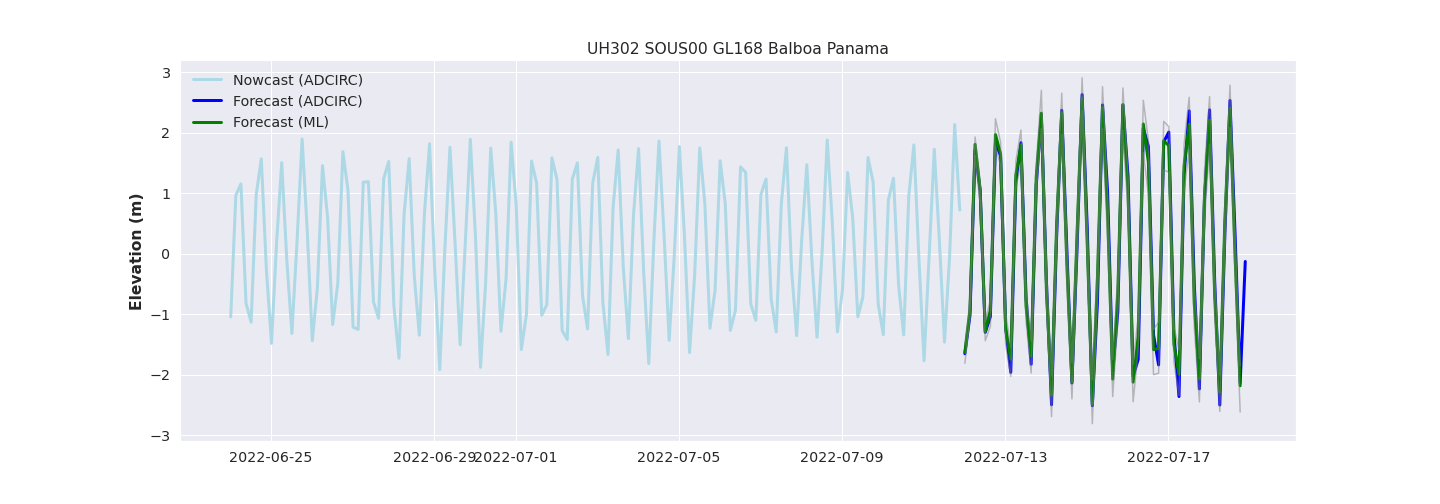 UH302 SOUS00 GL168 Balboa Panama
Nowcast (ADCIRC)
Forecast (ADCIRC)
Forecast (ML)
Elevation (m)
3
2
1
0
−1
−2
−3
2022-06-25
2022-06-29
2022-07-01
2022-07-05
2022-07-09
2022-07-13
2022-07-17